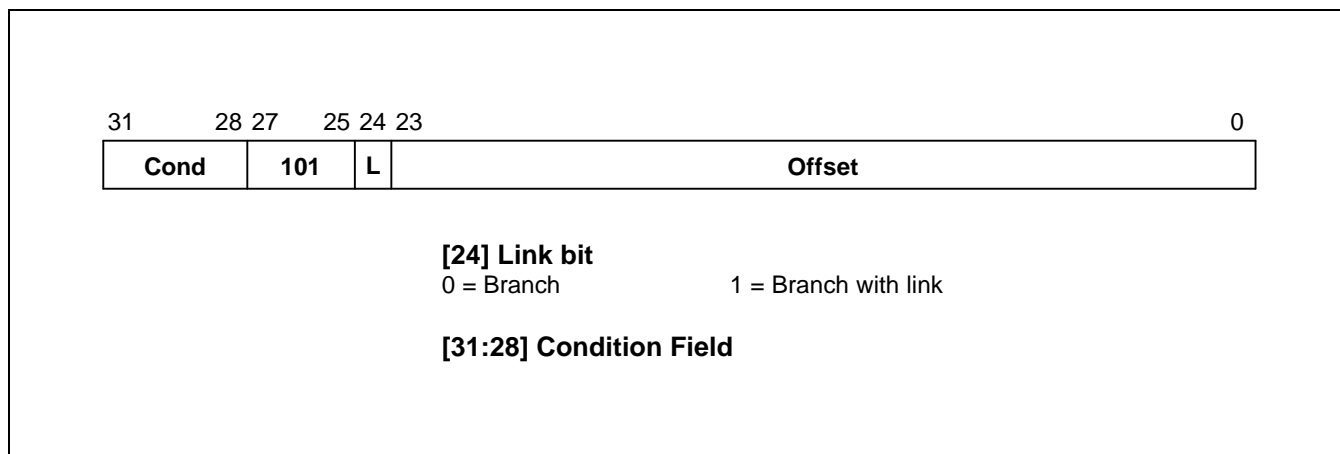 31 28 27 25 24 23 0
Cond 101 L Offset
[24] Link bit
0 = Branch 1 = Branch with link
[31:28] Condition Field